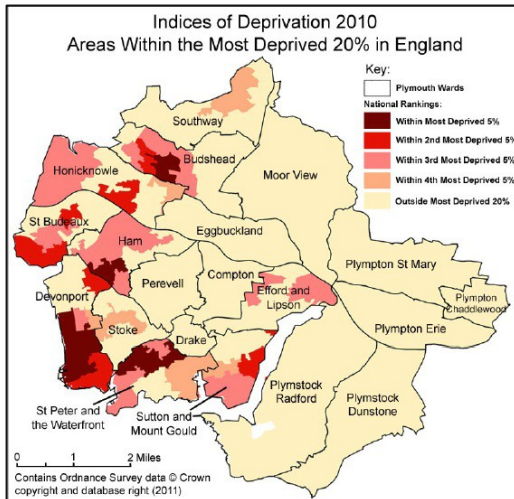 Indices of Deprivation 2010
Areas Within the Most Deprived 20% in England
Key:
Plymouth Wards
National Rankings:
Within Most Deprived 5%
Within 2nd Most Deprived 5%
Within 3rd Most Deprived 5%
Within 4th Most Deprived 5%
Outside Most Deprived 20%
Southway
Budshead
Honicknowle
Moor View
St Budeaux
Ham
Eggbuckland
Plympton St Mary
Compton
Efford and
Lipson
Plympton
Chaddlewood
Devonport
Perevell
Plympton Erie
Stoke
Drake
Plymstock
Radford
Plymstock
Dunstone
St Peter and
the Waterfront
Sutton and
Mount Gould
0 1 2 Miles
Contains Ordnance Survey data © Crown
copyright and database right (2011)